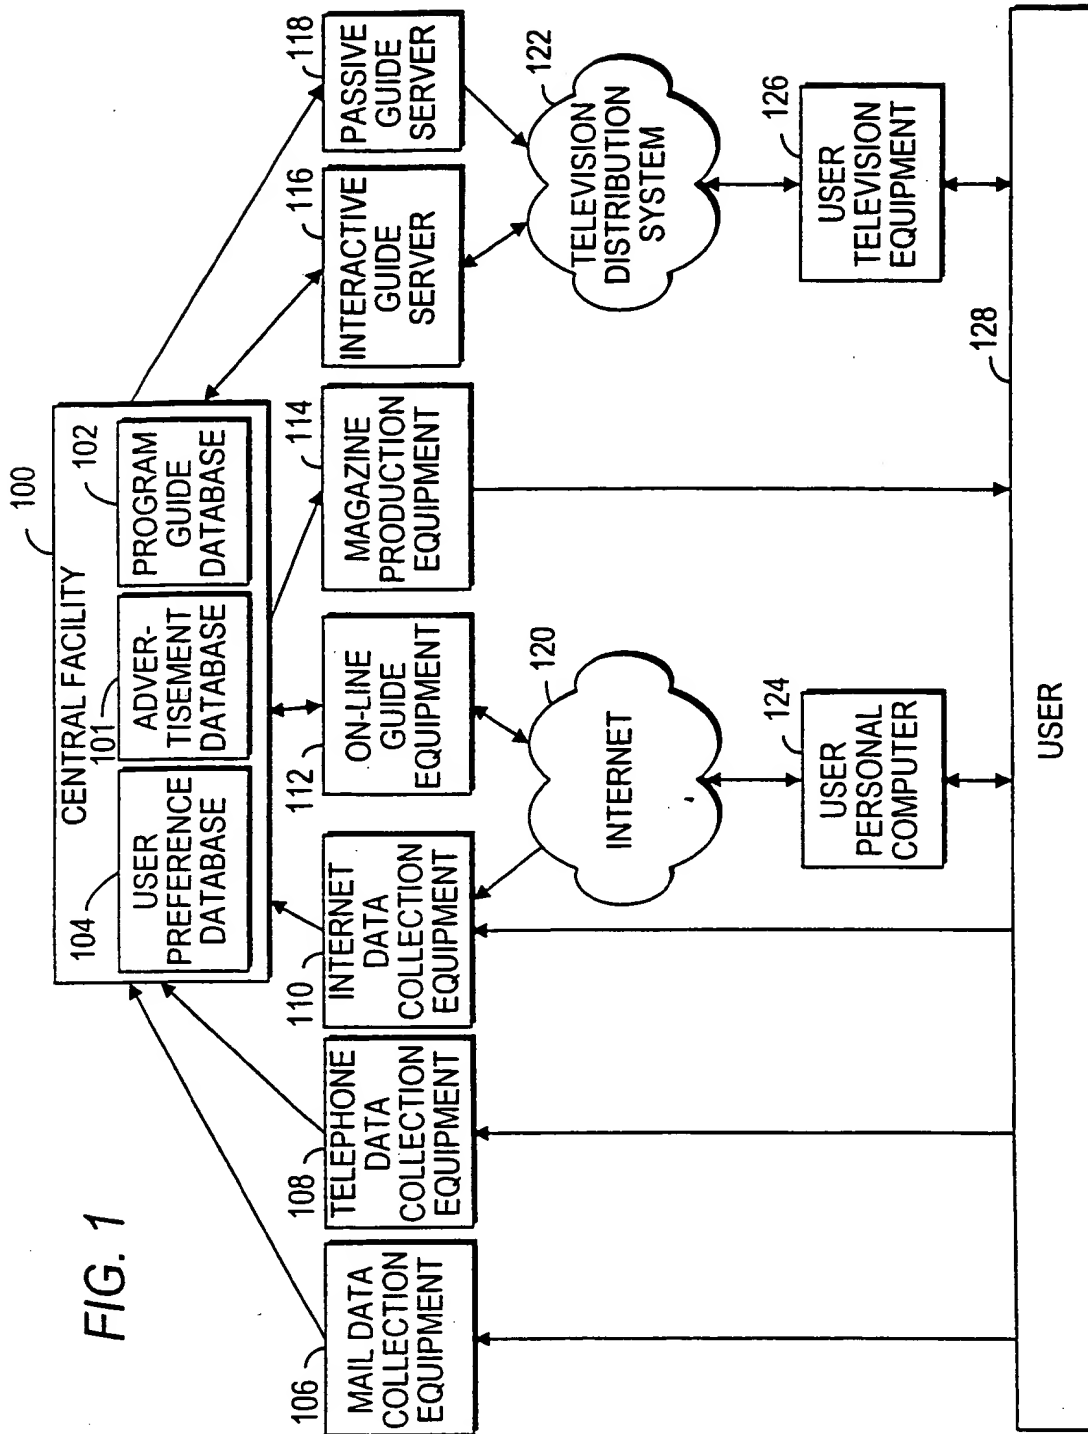 FIG. 1
100
CENTRAL FACILITY
104
USER
PREFERENCE
DATABASE
101
ADVER-
TISEMENT
DATABASE
102
PROGRAM
GUIDE
DATABASE
106
MAIL DATA
COLLECTION
EQUIPMENT
108
TELEPHONE
DATA
COLLECTION
EQUIPMENT
110
INTERNET
DATA
COLLECTION
EQUIPMENT
112
ON-LINE
GUIDE
EQUIPMENT
114
MAGAZINE
PRODUCTION
EQUIPMENT
116
INTERACTIVE
GUIDE
SERVER
118
PASSIVE
GUIDE
SERVER
120
INTERNET
122
TELEVISION
DISTRIBUTION
SYSTEM
124
USER
PERSONAL
COMPUTER
126
USER
TELEVISION
EQUIPMENT
128
USER